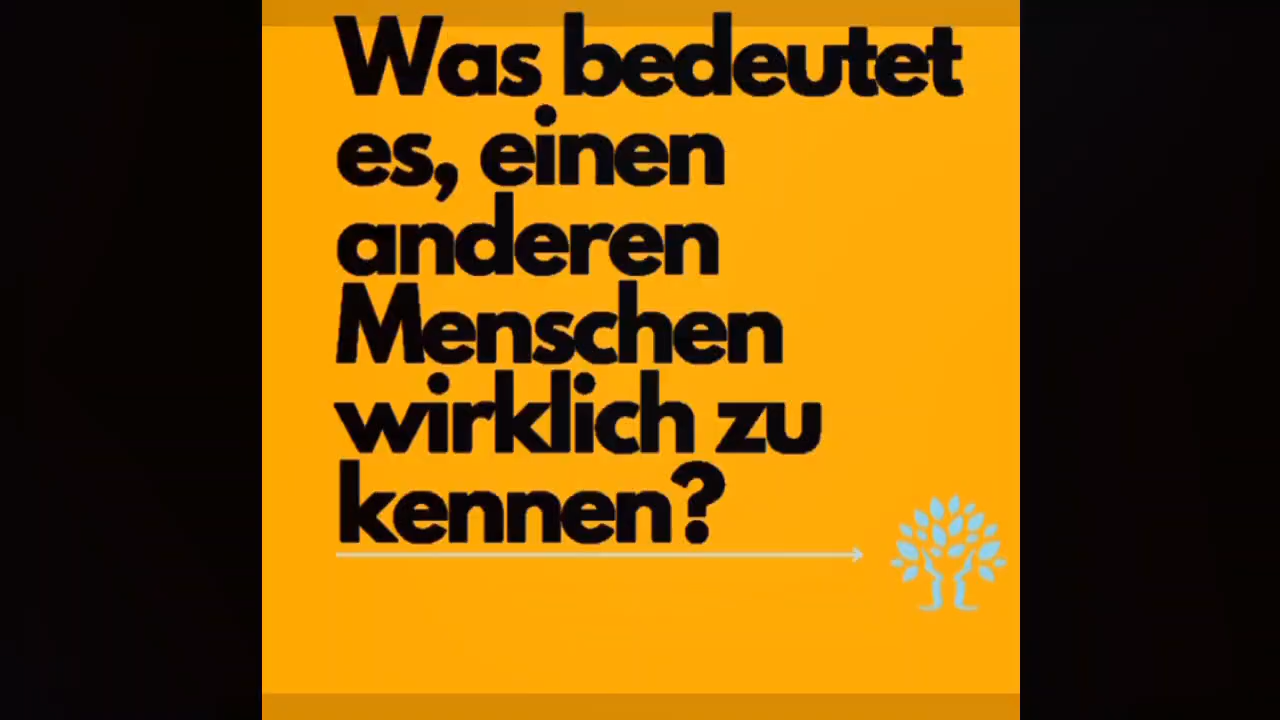 Was bedeutet
es, einen
anderen
Menschen
wirklich zu
kennen?